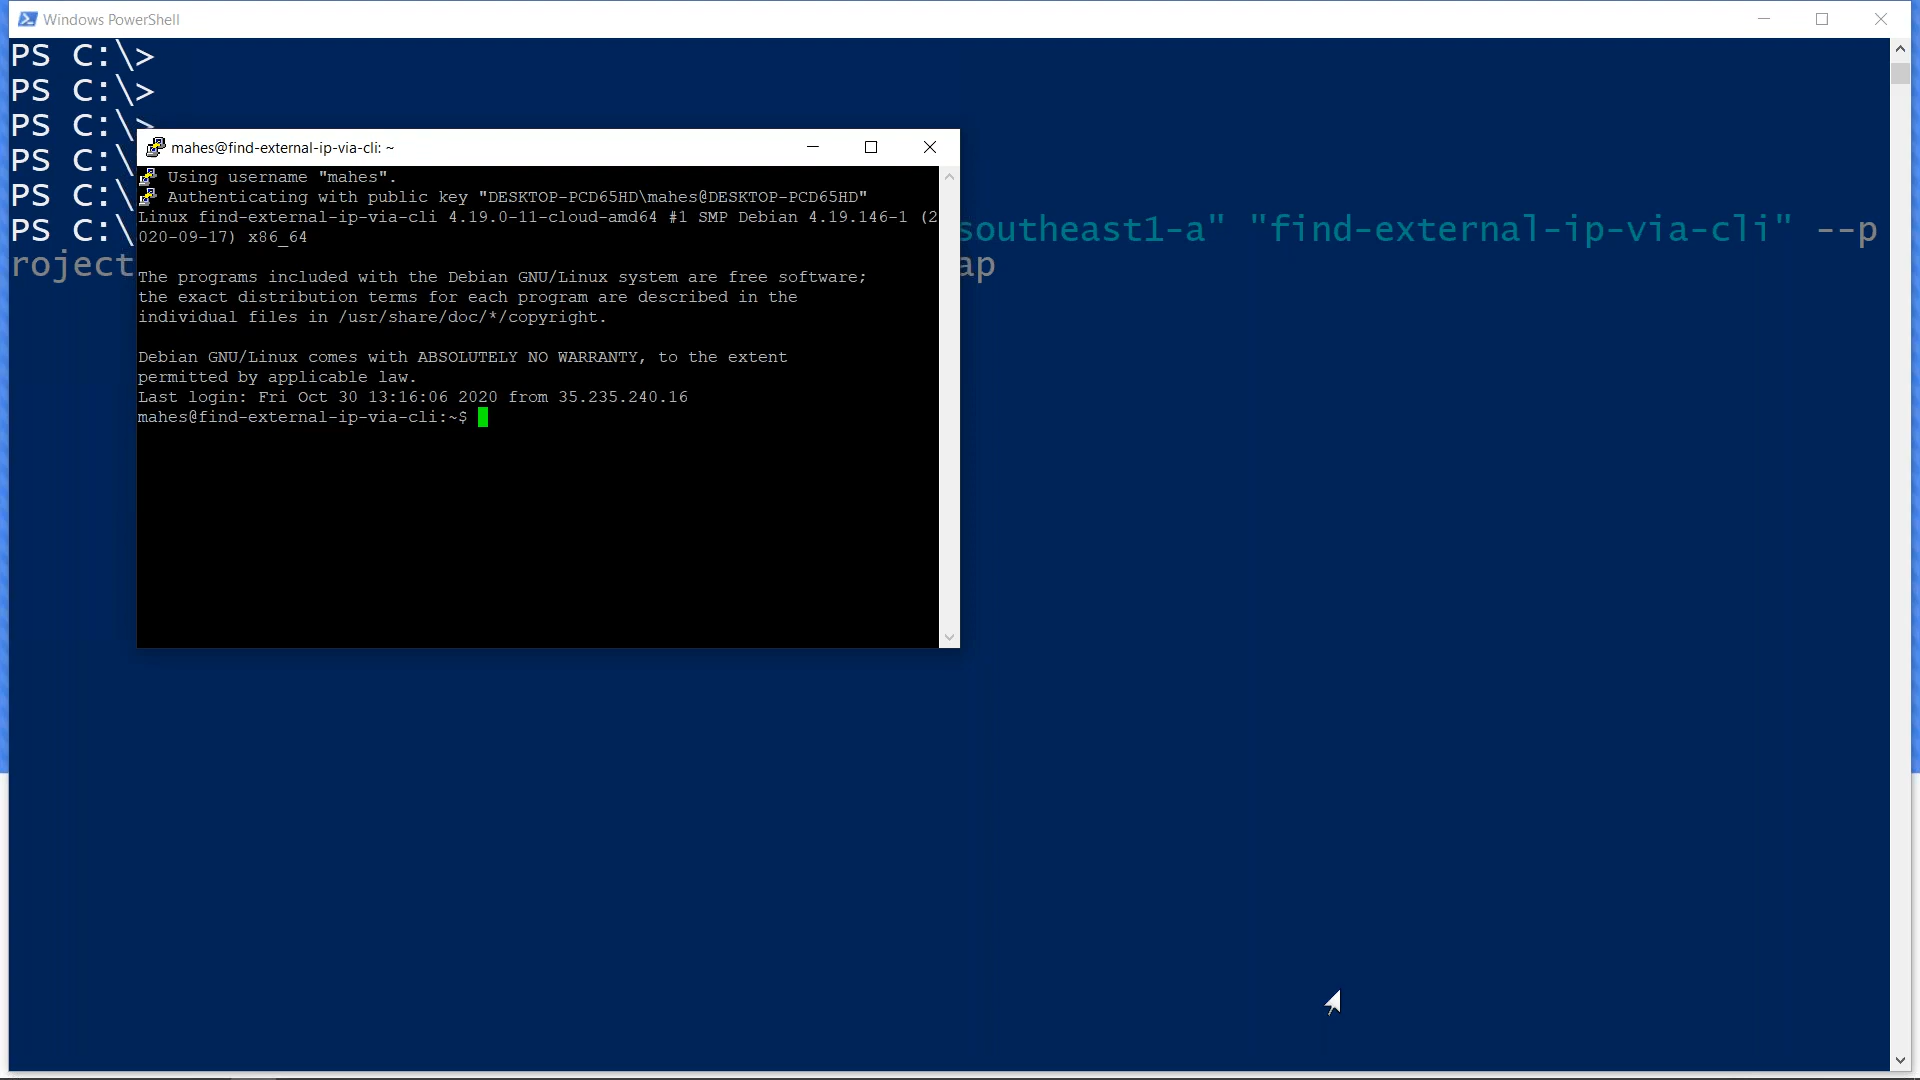 Windows PowerShell
PS C:\>
PS C:\>
PS C:\>
PS C:\
PS C:\
PS C:\ southeast1-a" "find-external-ip-via-cli" --p
roject ap
mahes@find-external-ip-via-cli: ~
Using username "mahes".
Authenticating with public key "DESKTOP-PCD65HD\mahes@DESKTOP-PCD65HD"
Linux find-external-ip-via-cli 4.19.0-11-cloud-amd64 #1 SMP Debian 4.19.146-1 (2
020-09-17) x86_64
The programs included with the Debian GNU/Linux system are free software;
the exact distribution terms for each program are described in the
individual files in /usr/share/doc/*/copyright.
Debian GNU/Linux comes with ABSOLUTELY NO WARRANTY, to the extent
permitted by applicable law.
Last login: Fri Oct 30 13:16:06 2020 from 35.235.240.16
mahes@find-external-ip-via-cli:~$